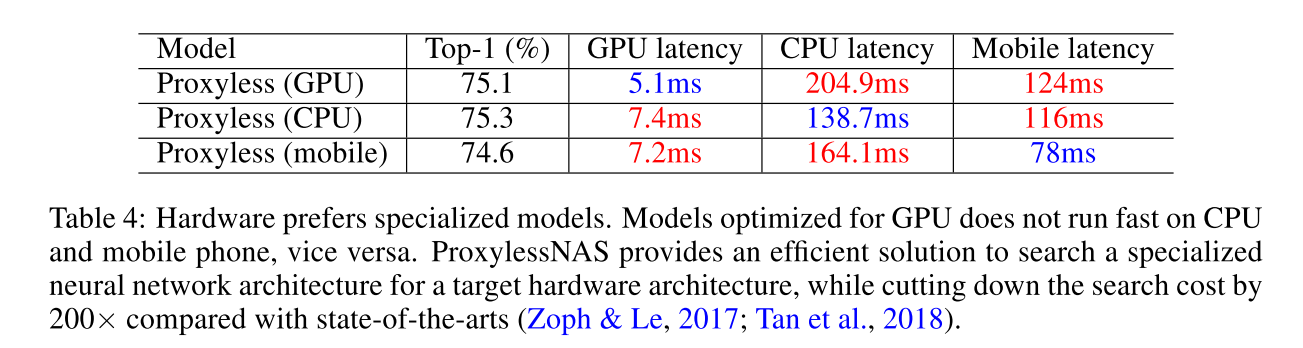 Model Top-1 (%) GPU latency CPU latency Mobile latency
Proxyless (GPU) 75.1 5.1ms 204.9ms 124ms
Proxyless (CPU) 75.3 7.4ms 138.7ms 116ms
Proxyless (mobile) 74.6 7.2ms 164.1ms 78ms
Table 4: Hardware prefers specialized models. Models optimized for GPU does not run fast on CPU
and mobile phone, vice versa. ProxylessNAS provides an efficient solution to search a specialized
neural network architecture for a target hardware architecture, while cutting down the search cost by
200× compared with state-of-the-arts (Zoph & Le, 2017; Tan et al., 2018).